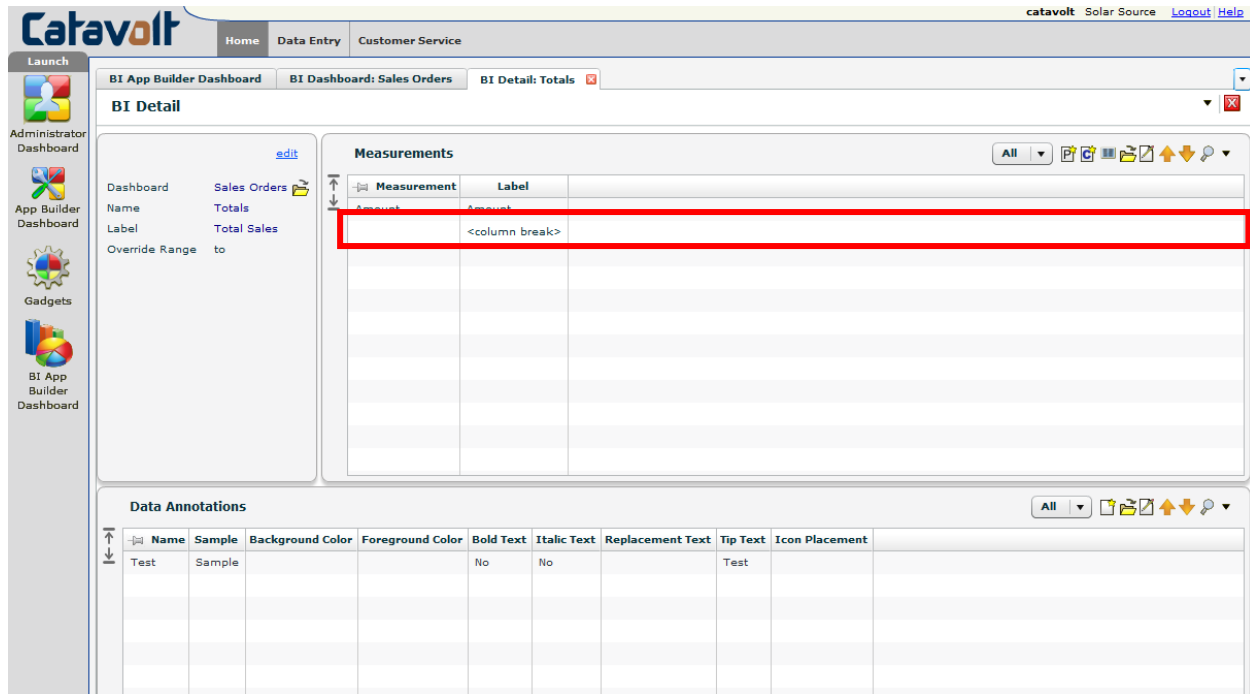 catavolt Solar Source Logout Help
Catavolt
Home Data Entry Customer Service
Launch
Administrator
Dashboard
App Builder
Dashboard
Gadgets
BI App
Builder
Dashboard
BI App Builder Dashboard BI Dashboard: Sales Orders BI Detail: Totals
BI Detail
edit
Dashboard Sales Orders
Name Totals
Label Total Sales
Override Range to
Measurements All
Measurement Label
Amount Amount
<column break>
Data Annotations All
Name Sample Background Color Foreground Color Bold Text Italic Text Replacement Text Tip Text Icon Placement
Test Sample No No Test